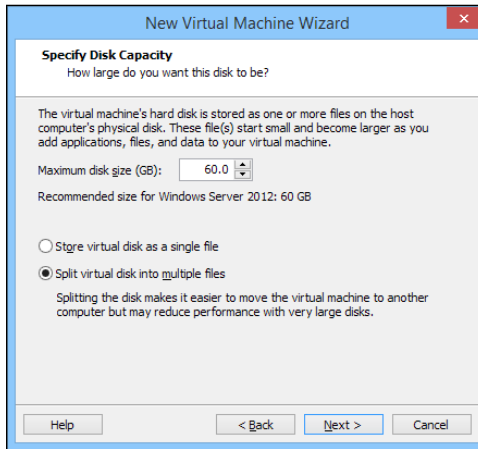 New Virtual Machine Wizard
Specify Disk Capacity
How large do you want this disk to be?
The virtual machine's hard disk is stored as one or more files on the host
computer's physical disk. These file(s) start small and become larger as you
add applications, files, and data to your virtual machine.
Maximum disk size (GB): 60.0
Recommended size for Windows Server 2012: 60 GB
Store virtual disk as a single file
Split virtual disk into multiple files
Splitting the disk makes it easier to move the virtual machine to another
computer but may reduce performance with very large disks.
Help < Back Next > Cancel